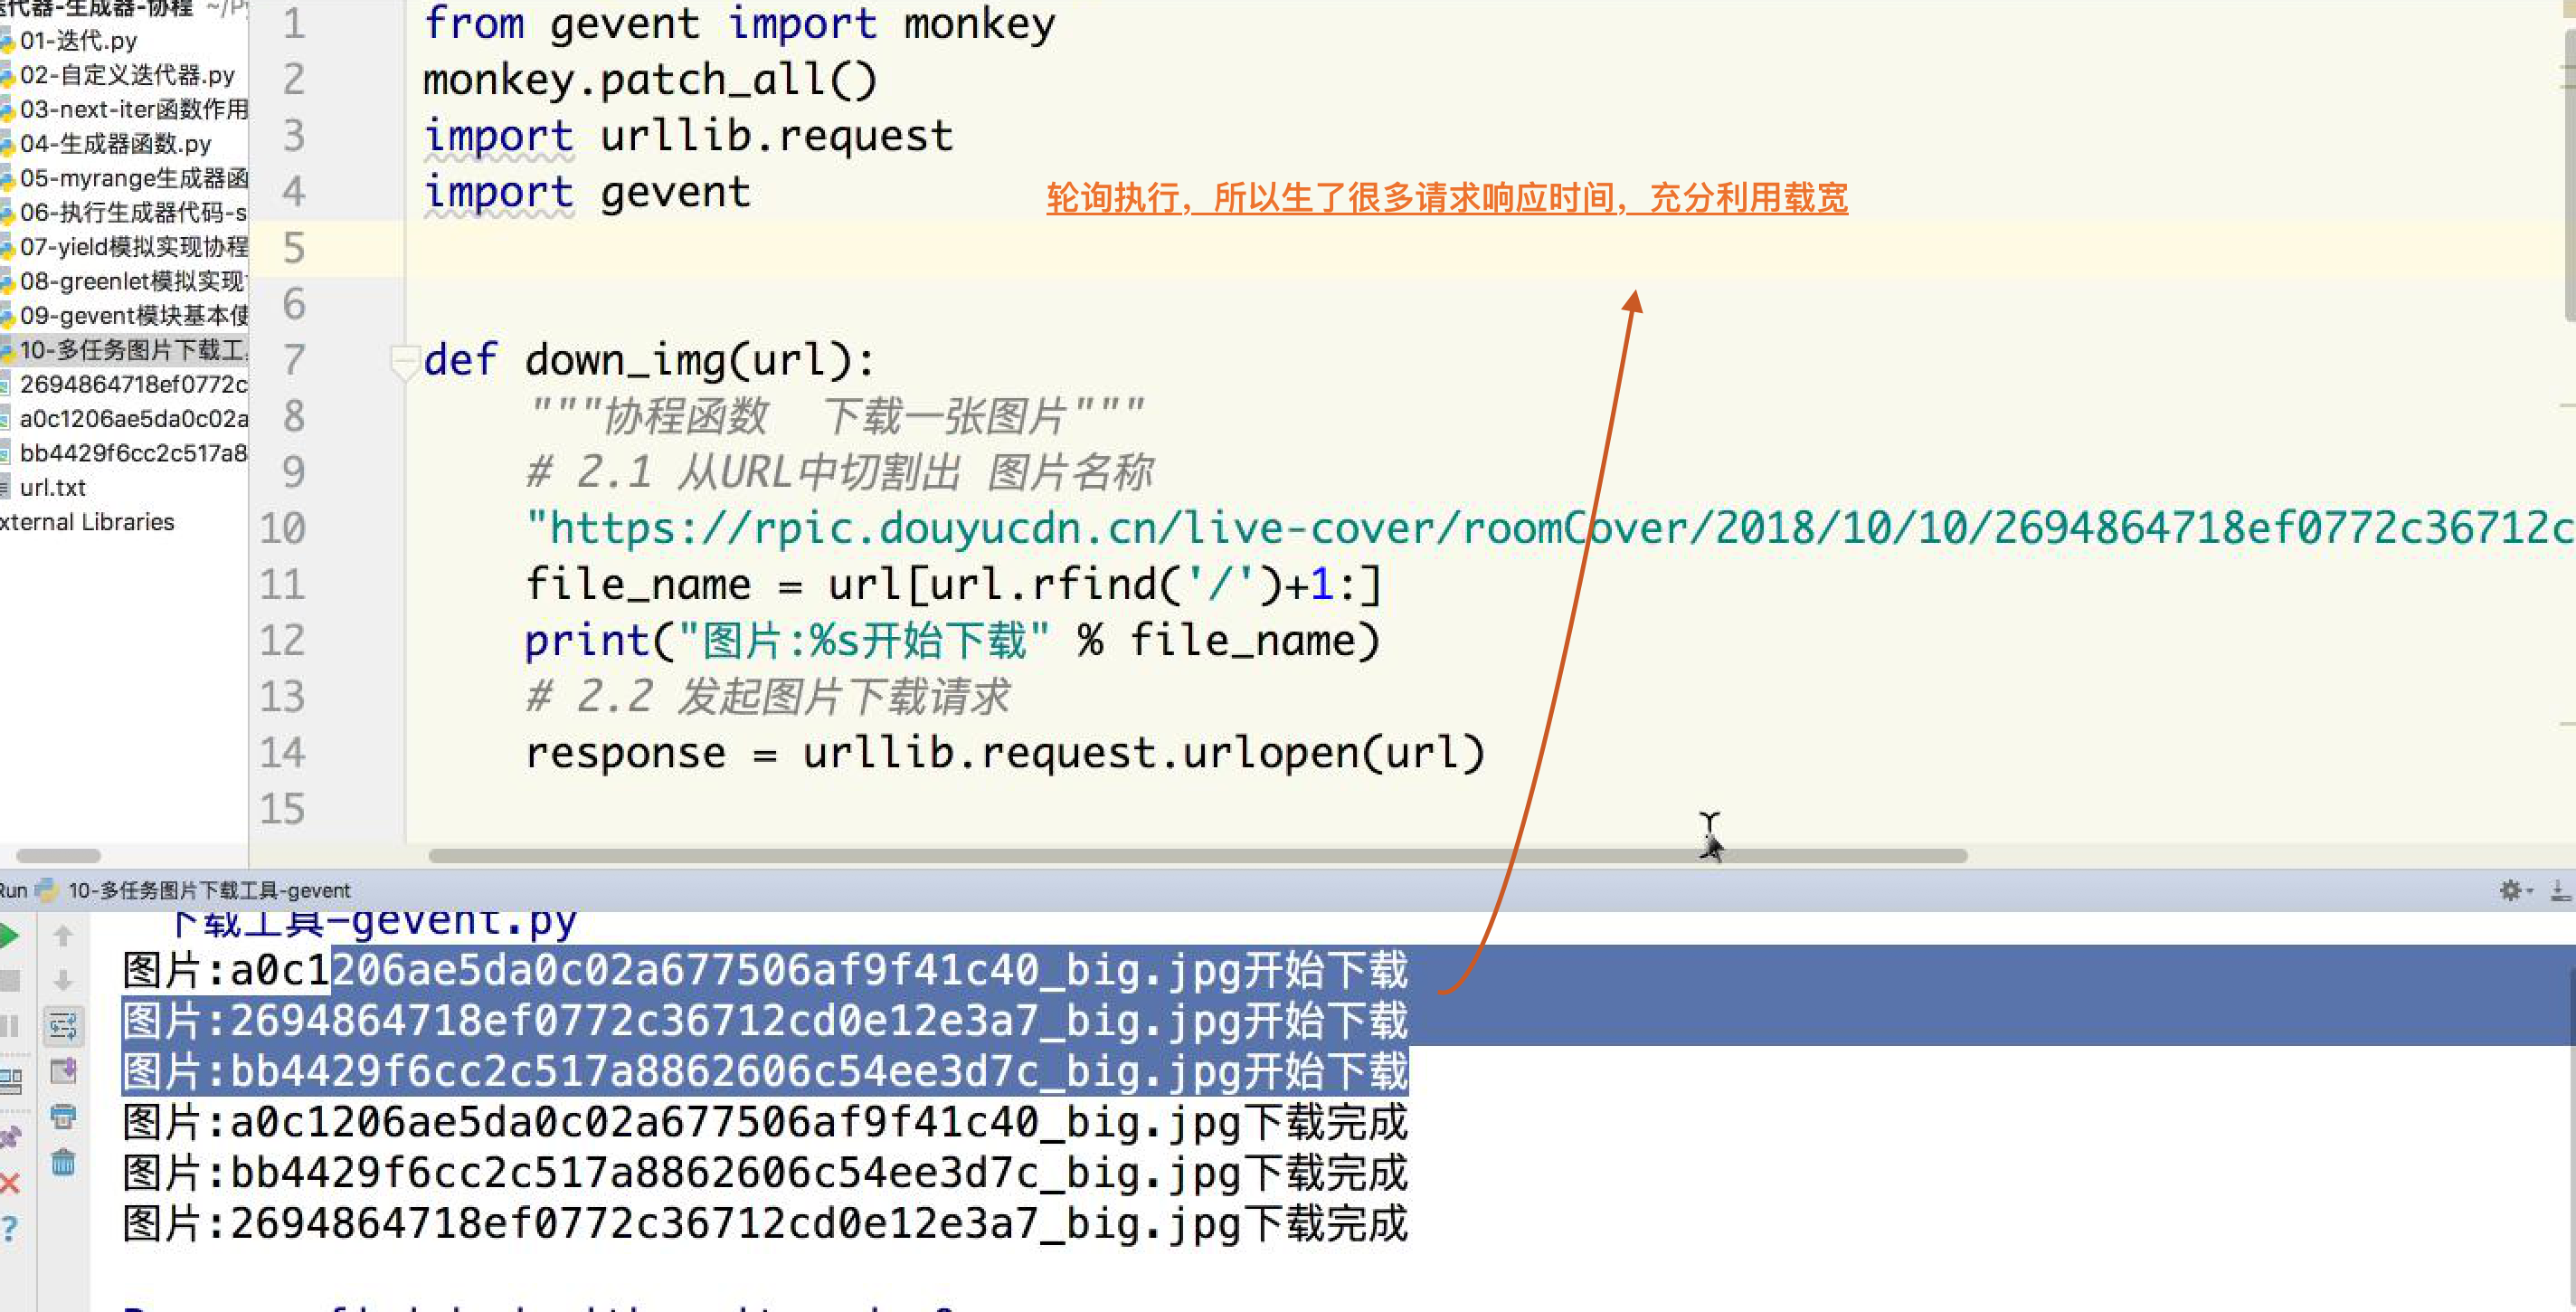 迭代器-生成器-协程 ~/Py
01-迭代.py
02-自定义迭代器.py
03-next-iter函数作用
04-生成器函数.py
05-myrange生成器函
06-执行生成器代码-s
07-yield模拟实现协程
08-greenlet模拟实现
09-gevent模块基本使
10-多任务图片下载工
2694864718ef0772c
a0c1206ae5da0c02a
bb4429f6cc2c517a8
url.txt
xternal Libraries
1 from gevent import monkey
2 monkey.patch_all()
3 import urllib.request
4 import gevent
轮询执行，所以生了很多请求响应时间，充分利用载宽
5
6
7 def down_img(url):
8 """协程函数 下载一张图片"""
9 # 2.1 从URL中切割出 图片名称
10 "https://rpic.douyucdn.cn/live-cover/roomCover/2018/10/10/2694864718ef0772c36712c
11 file_name = url[url.rfind('/')+1:]
12 print("图片:%s开始下载" % file_name)
13 # 2.2 发起图片下载请求
14 response = urllib.request.urlopen(url)
15
Run 10-多任务图片下载工具-gevent
下载工具-gevent.py
图片:a0c1206ae5da0c02a677506af9f41c40_big.jpg开始下载
图片:2694864718ef0772c36712cd0e12e3a7_big.jpg开始下载
图片:bb4429f6cc2c517a8862606c54ee3d7c_big.jpg开始下载
图片:a0c1206ae5da0c02a677506af9f41c40_big.jpg下载完成
图片:bb4429f6cc2c517a8862606c54ee3d7c_big.jpg下载完成
图片:2694864718ef0772c36712cd0e12e3a7_big.jpg下载完成